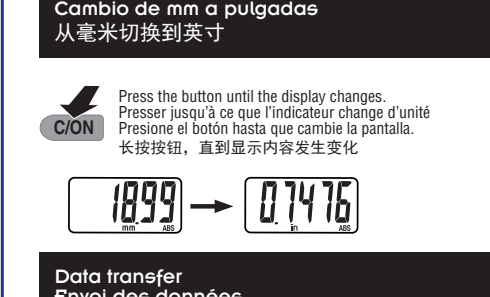 Cambio de mm a pulgadas
从毫米切换到英寸
Press the button until the display changes.
Presser jusqu'à ce que l'indicateur change d'unité
C/ON
Presione el botón hasta que cambie la pantalla.
长按按钮，直到显示内容发生变化
18.99
mm ABS
0.7476
in ABS
Data transfer
Envoi des données